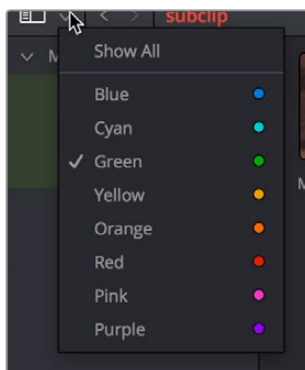 subclip
Show All
Blue
Cyan
Green
Yellow
Orange
Red
Pink
Purple